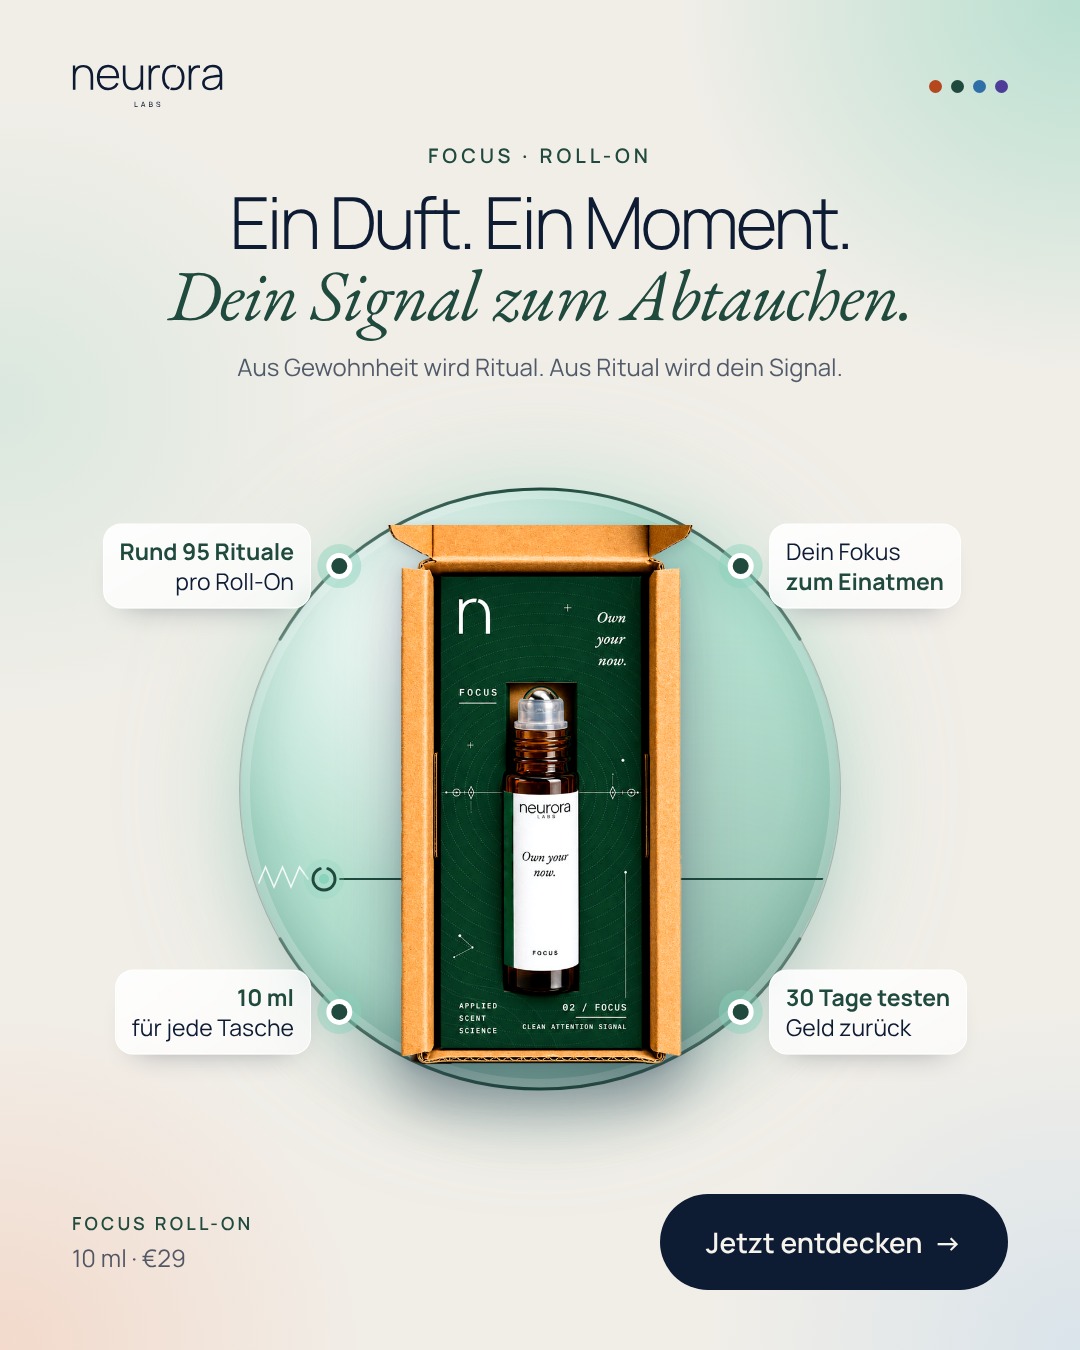 neurora
LABS
FOCUS · ROLL-ON
Ein Duft. Ein Moment.
Dein Signal zum Abtauchen.
Aus Gewohnheit wird Ritual. Aus Ritual wird dein Signal.
Rund 95 Rituale
pro Roll-On
Dein Fokus
zum Einatmen
n
Own
your
now.
FOCUS
neurora
LABS
Own your
now.
FOCUS
APPLIED
SCENT
SCIENCE
02 / FOCUS
CLEAN ATTENTION SIGNAL
10 ml
für jede Tasche
30 Tage testen
Geld zurück
FOCUS ROLL-ON
10 ml · €29
Jetzt entdecken →